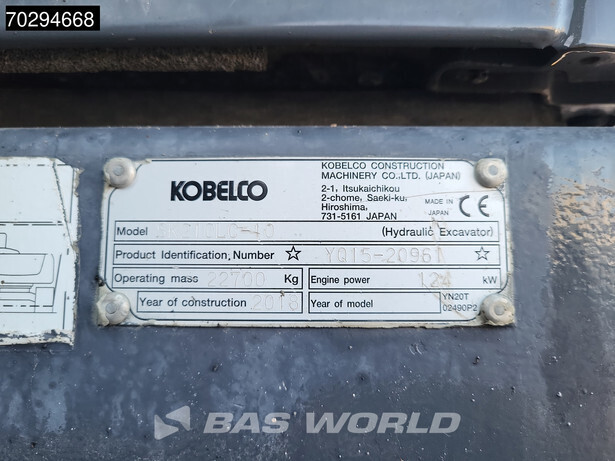 70294668
KOBELCO
KOBELCO CONSTRUCTION
MACHINERY CO.,LTD. (JAPAN)
2-1, Itsukaichikou
2-chome, Saeki-ku,
Hiroshima,
731-5161 JAPAN
MADE IN
JAPAN
CE
Model (Hydraulic Excavator)
Product Identification, Number ☆ YQ15-20961 ☆
Operating mass 22700 Kg
Engine power 124 kW
Year of construction
Year of model
YN20T
02490P2
BAS WORLD